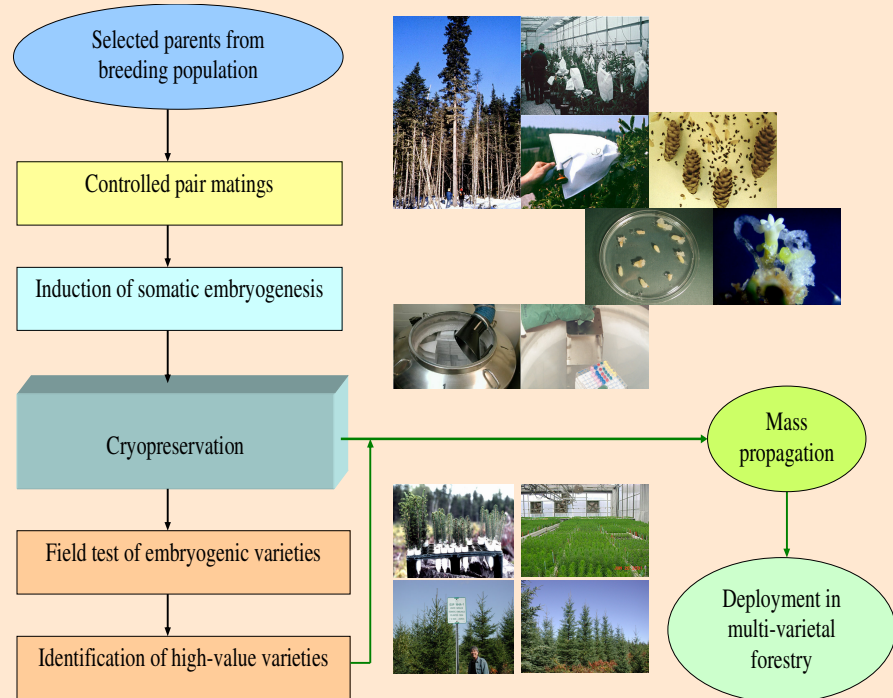 Selected parents from
breeding population
Controlled pair matings
Induction of somatic embryogenesis
Cryopreservation
Mass
propagation
Field test of embryogenic varieties
Identification of high-value varieties
Deployment in
multi-varietal
forestry